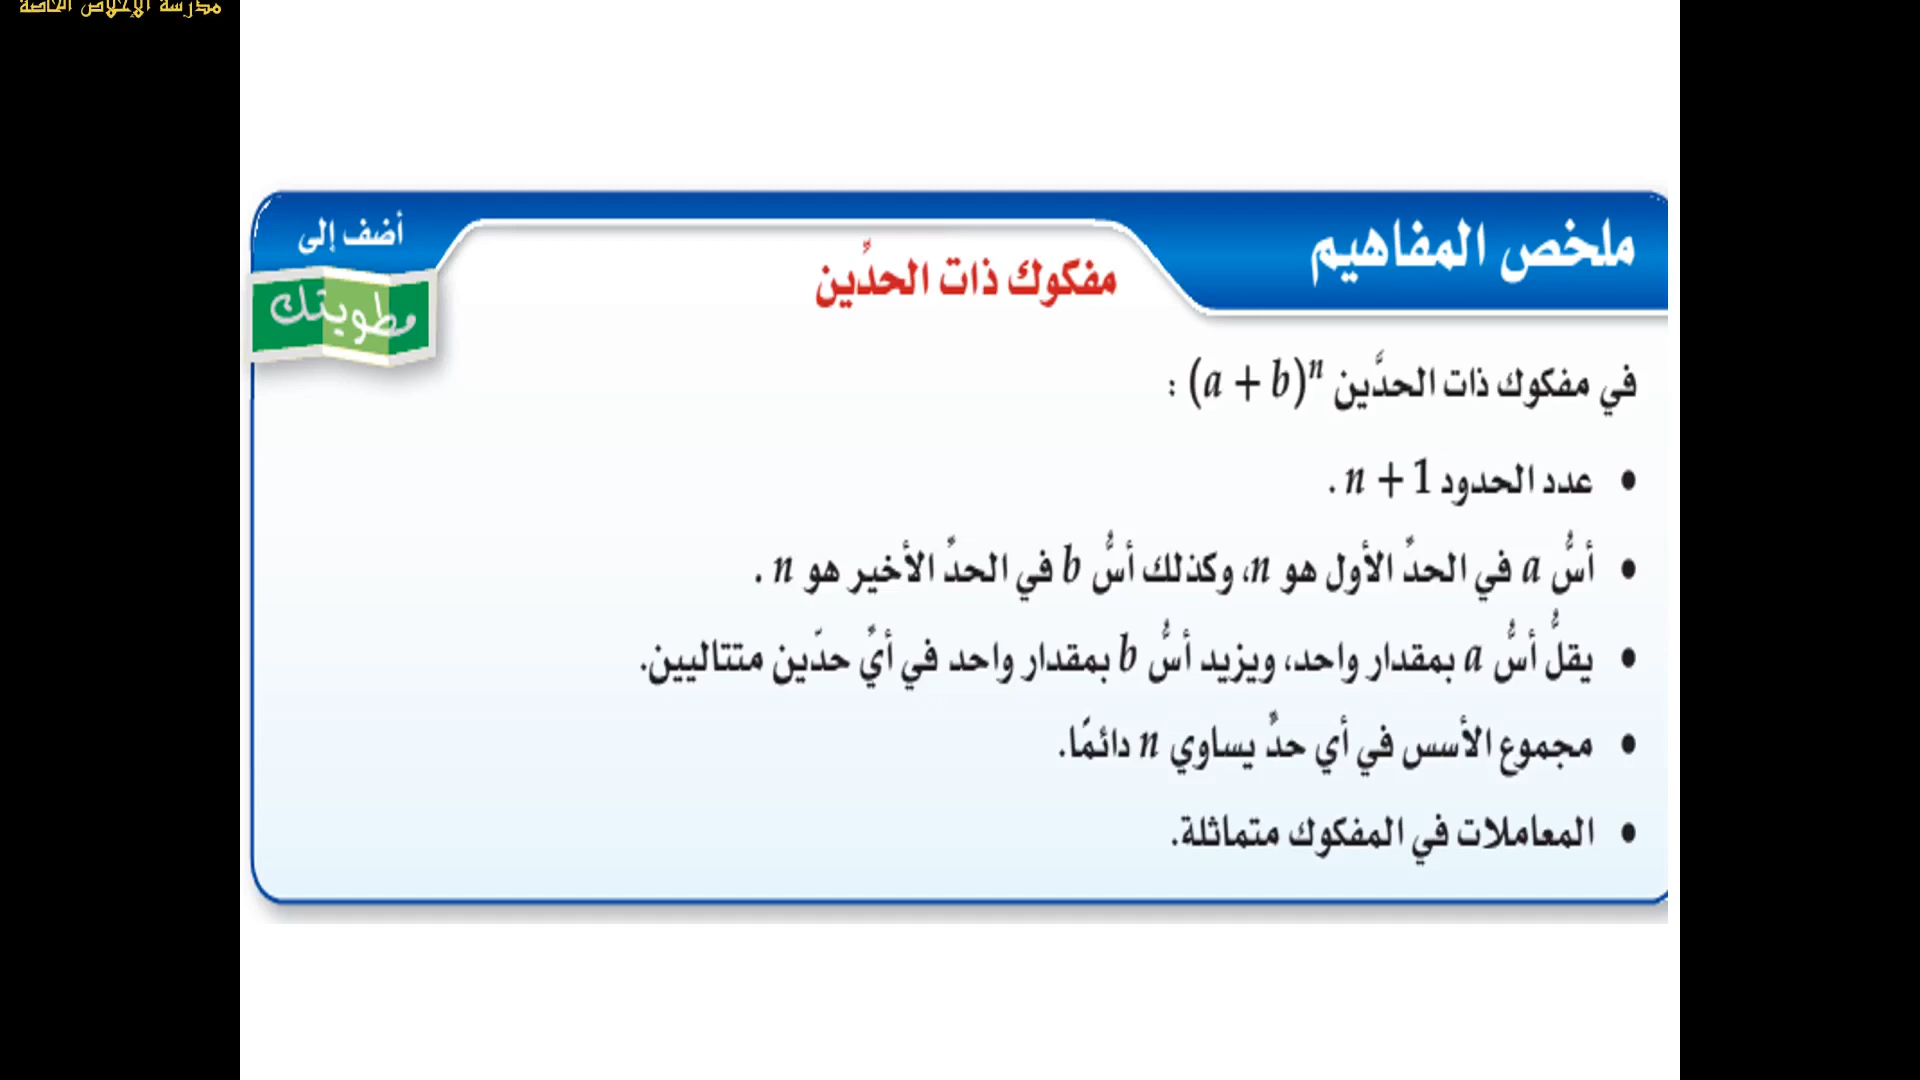 مدرسة الإخلاص الخاصة
ملخص المفاهيم
أضف إلى
مطويتك
مفكوك ذات الحدَّين
في مفكوك ذات الحدَّين (a + b)ⁿ :
• عدد الحدود n + 1 .
• أسُّ a في الحدِّ الأول هو n، وكذلك أسُّ b في الحدِّ الأخير هو n .
• يقلُّ أسُّ a بمقدار واحد، ويزيد أسُّ b بمقدار واحد في أيِّ حدّين متتاليين.
• مجموع الأسس في أي حدٍّ يساوي n دائمًا.
• المعاملات في المفكوك متماثلة.